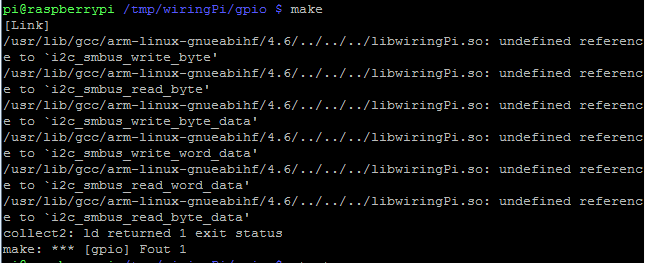 pi@raspberrypi /tmp/wiringPi/gpio $ make
[Link]
/usr/lib/gcc/arm-linux-gnueabihf/4.6/../../../libwiringPi.so: undefined referenc
e to `i2c_smbus_write_byte'
/usr/lib/gcc/arm-linux-gnueabihf/4.6/../../../libwiringPi.so: undefined referenc
e to `i2c_smbus_read_byte'
/usr/lib/gcc/arm-linux-gnueabihf/4.6/../../../libwiringPi.so: undefined referenc
e to `i2c_smbus_write_byte_data'
/usr/lib/gcc/arm-linux-gnueabihf/4.6/../../../libwiringPi.so: undefined referenc
e to `i2c_smbus_write_word_data'
/usr/lib/gcc/arm-linux-gnueabihf/4.6/../../../libwiringPi.so: undefined referenc
e to `i2c_smbus_read_word_data'
/usr/lib/gcc/arm-linux-gnueabihf/4.6/../../../libwiringPi.so: undefined referenc
e to `i2c_smbus_read_byte_data'
collect2: ld returned 1 exit status
make: *** [gpio] Fout 1
pi@raspberrypi /tmp/wiringPi/gpio $